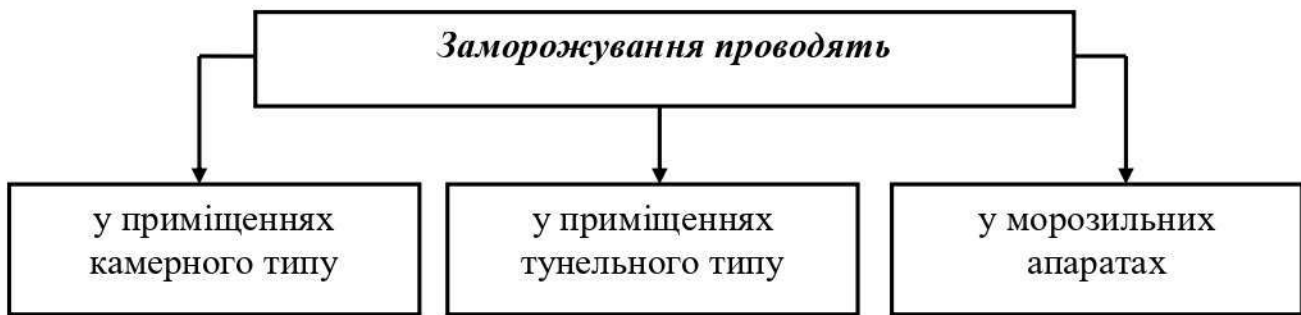 Заморожування проводять
у приміщеннях
камерного типу
у приміщеннях
тунельного типу
у морозильних
апаратах